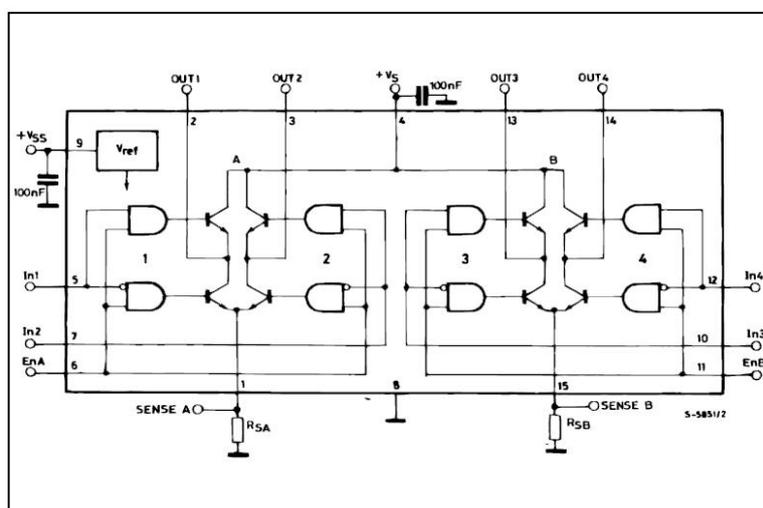 OUT1 OUT2 +Vs 100nF OUT3 OUT4
2 3 4 13 14
+Vss 9 Vref A B
100nF
1 2 3 4
In1 5 12 In4
In2 7 10 In3
EnA 6 11 EnB
1 8 15
SENSE A SENSE B S-5851/2
RSA RSB